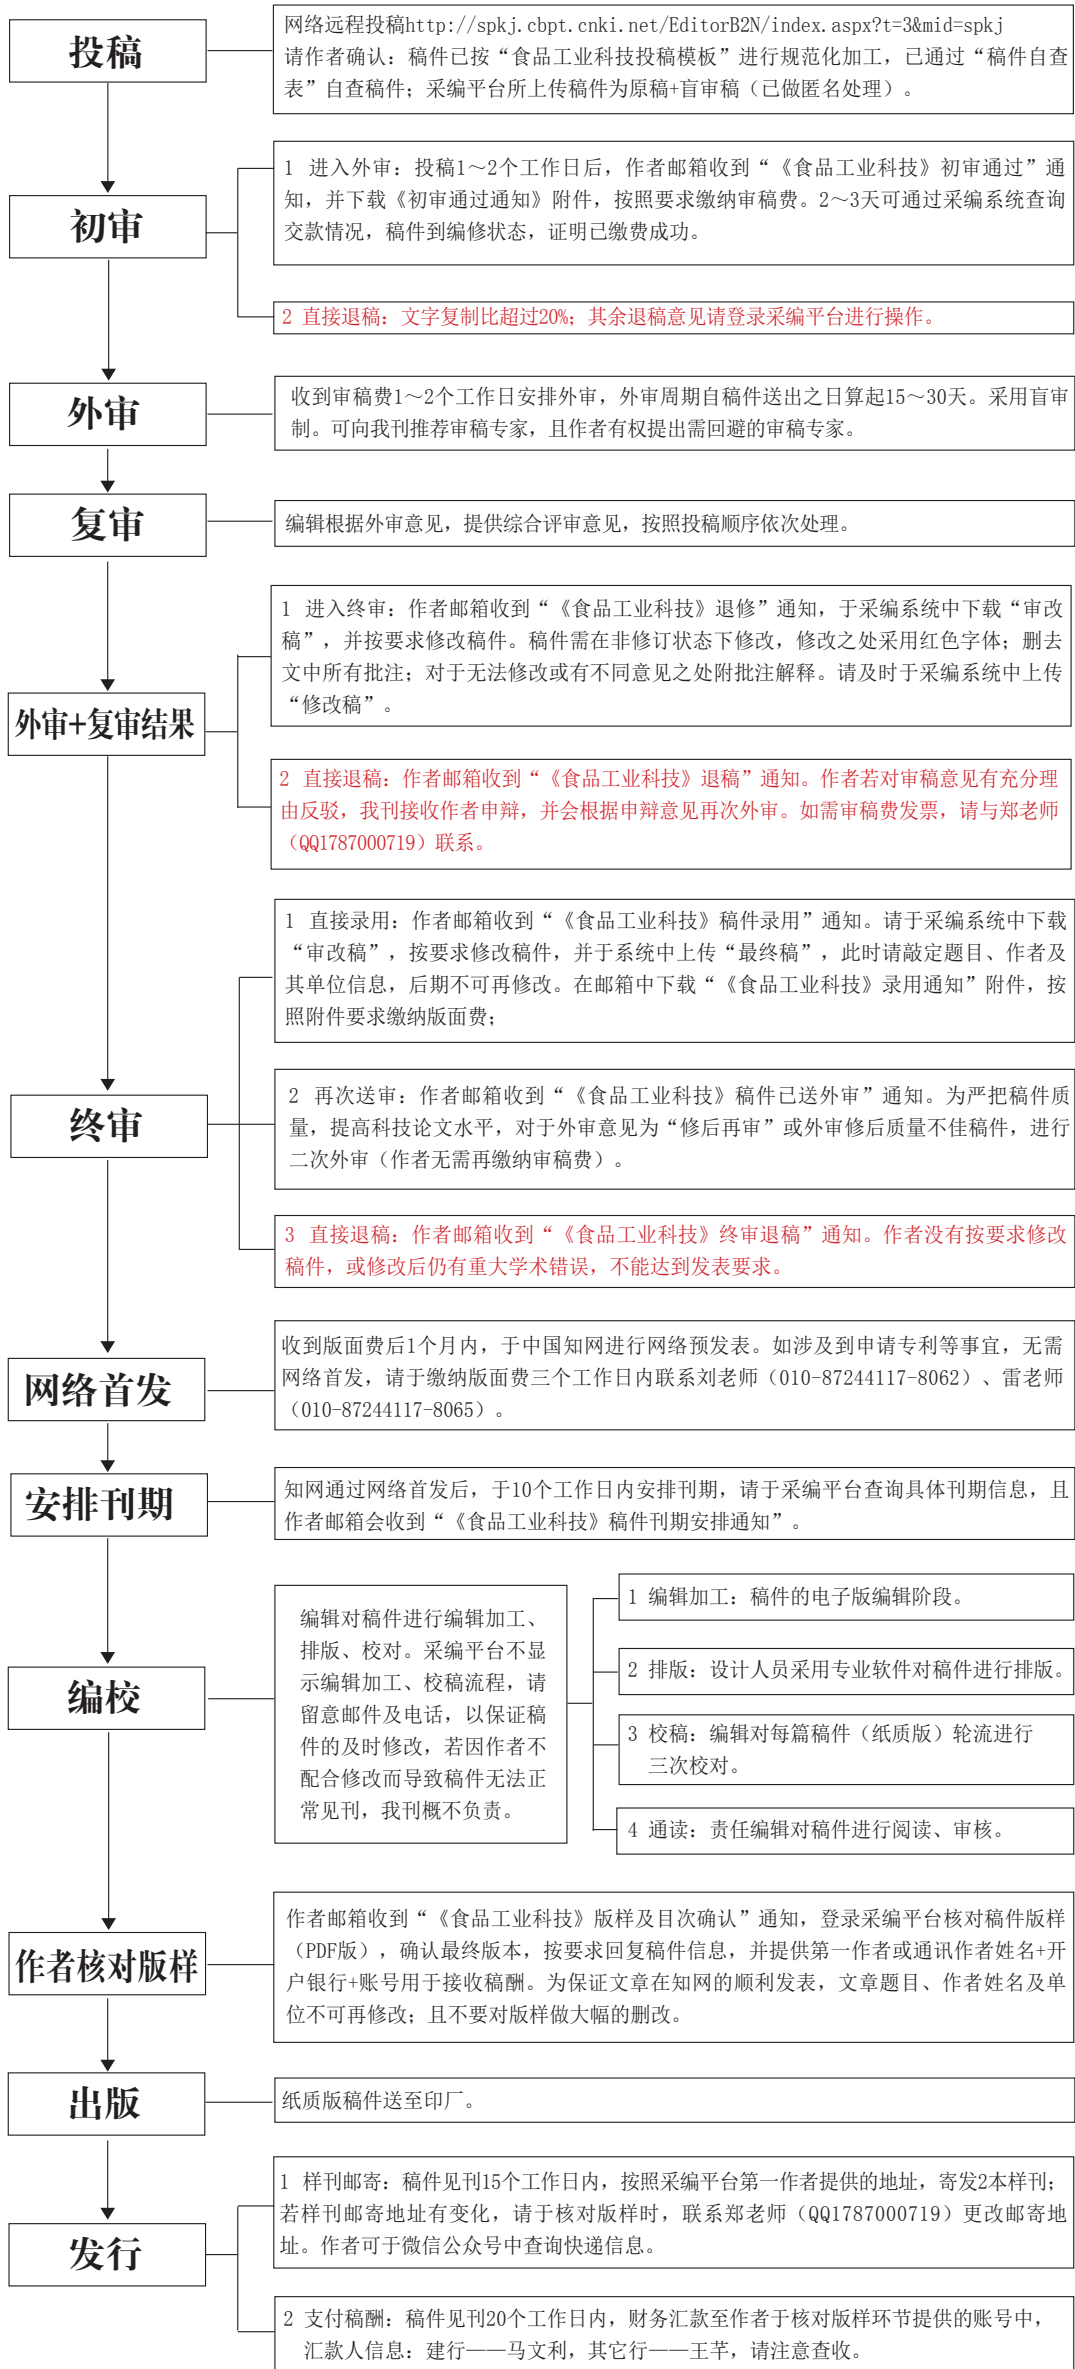 投稿
网络远程投稿http://spkj.cbpt.cnki.net/EditorB2N/index.aspx?t=3&mid=spkj
请作者确认：稿件已按“食品工业科技投稿模板”进行规范化加工，已通过“稿件自查
表”自查稿件；采编平台所上传稿件为原稿+盲审稿（已做匿名处理）。
初审
1 进入外审：投稿1～2个工作日后，作者邮箱收到“《食品工业科技》初审通过”通
知，并下载《初审通过通知》附件，按照要求缴纳审稿费。2～3天可通过采编系统查询
交款情况，稿件到编修状态，证明已缴费成功。
2 直接退稿：文字复制比超过20%；其余退稿意见请登录采编平台进行操作。
外审
收到审稿费1～2个工作日安排外审，外审周期自稿件送出之日算起15～30天。采用盲审
制。可向我刊推荐审稿专家，且作者有权提出需回避的审稿专家。
复审
编辑根据外审意见，提供综合评审意见，按照投稿顺序依次处理。
外审+复审结果
1 进入终审：作者邮箱收到“《食品工业科技》退修”通知，于采编系统中下载“审改
稿”，并按要求修改稿件。稿件需在非修订状态下修改，修改之处采用红色字体；删去
文中所有批注；对于无法修改或有不同意见之处附批注解释。请及时于采编系统中上传
“修改稿”。
2 直接退稿：作者邮箱收到“《食品工业科技》退稿”通知。作者若对审稿意见有充分理
由反驳，我刊接收作者申辩，并会根据申辩意见再次外审。如需审稿费发票，请与郑老师
（QQ1787000719）联系。
终审
1 直接录用：作者邮箱收到“《食品工业科技》稿件录用”通知。请于采编系统中下载
“审改稿”，按要求修改稿件，并于系统中上传“最终稿”，此时请敲定题目、作者及
其单位信息，后期不可再修改。在邮箱中下载“《食品工业科技》录用通知”附件，按
照附件要求缴纳版面费；
2 再次送审：作者邮箱收到“《食品工业科技》稿件已送外审”通知。为严把稿件质
量，提高科技论文水平，对于外审意见为“修后再审”或外审修后质量不佳稿件，进行
二次外审（作者无需再缴纳审稿费）。
3 直接退稿：作者邮箱收到“《食品工业科技》终审退稿”通知。作者没有按要求修改
稿件，或修改后仍有重大学术错误，不能达到发表要求。
网络首发
收到版面费后1个月内，于中国知网进行网络预发表。如涉及到申请专利等事宜，无需
网络首发，请于缴纳版面费三个工作日内联系刘老师（010-87244117-8062）、雷老师
（010-87244117-8065）。
安排刊期
知网通过网络首发后，于10个工作日内安排刊期，请于采编平台查询具体刊期信息，且
作者邮箱会收到“《食品工业科技》稿件刊期安排通知”。
编校
编辑对稿件进行编辑加工、
排版、校对。采编平台不显
示编辑加工、校稿流程，请
留意邮件及电话，以保证稿
件的及时修改，若因作者不
配合修改而导致稿件无法正
常见刊，我刊概不负责。
1 编辑加工：稿件的电子版编辑阶段。
2 排版：设计人员采用专业软件对稿件进行排版。
3 校稿：编辑对每篇稿件（纸质版）轮流进行
三次校对。
4 通读：责任编辑对稿件进行阅读、审核。
作者核对版样
作者邮箱收到“《食品工业科技》版样及目次确认”通知，登录采编平台核对稿件版样
（PDF版），确认最终版本，按要求回复稿件信息，并提供第一作者或通讯作者姓名+开
户银行+账号用于接收稿酬。为保证文章在知网的顺利发表，文章题目、作者姓名及单
位不可再修改；且不要对版样做大幅的删改。
出版
纸质版稿件送至印厂。
发行
1 样刊邮寄：稿件见刊15个工作日内，按照采编平台第一作者提供的地址，寄发2本样刊；
若样刊邮寄地址有变化，请于核对版样时，联系郑老师（QQ1787000719）更改邮寄地
址。作者可于微信公众号中查询快递信息。
2 支付稿酬：稿件见刊20个工作日内，财务汇款至作者于核对版样环节提供的账号中，
汇款人信息：建行——马文利，其它行——王芊，请注意查收。